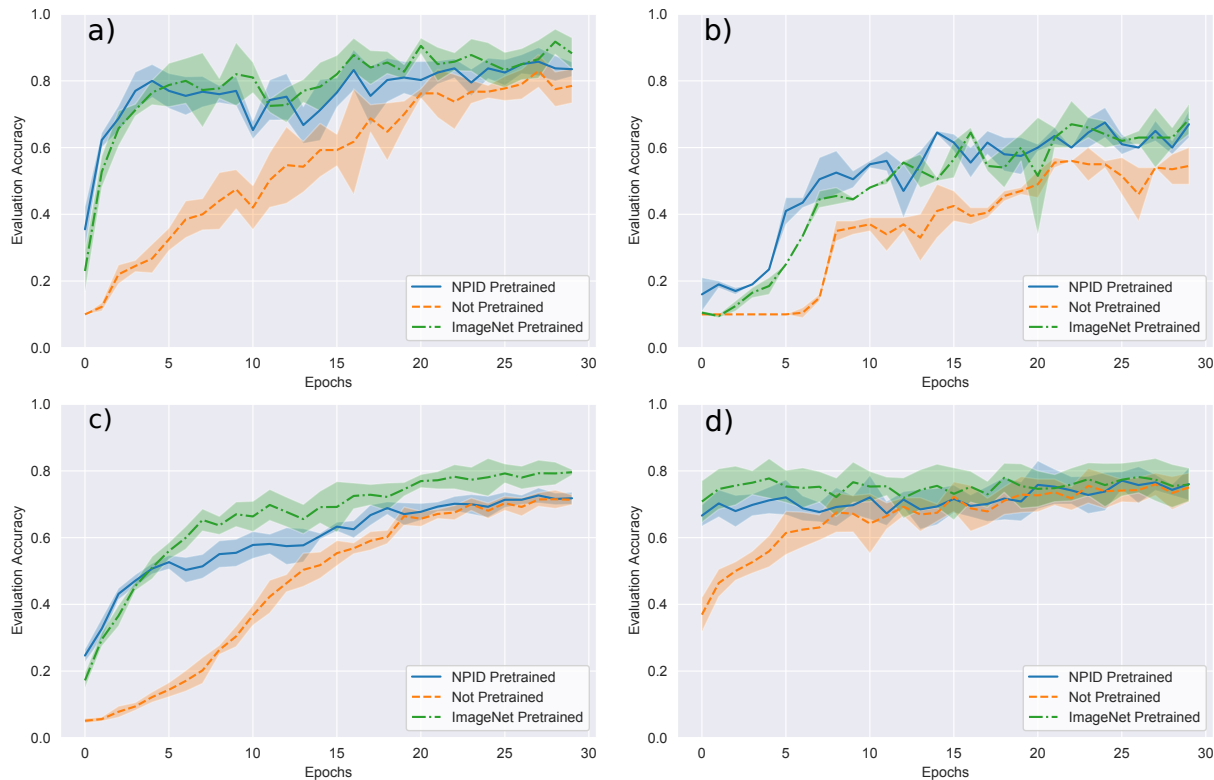 a)
1.0
0.8
0.6
0.4
0.2
0.0
Evaluation Accuracy
NPID Pretrained
Not Pretrained
ImageNet Pretrained
0 5 10 15 20 25 30
Epochs
b)
1.0
0.8
0.6
0.4
0.2
0.0
Evaluation Accuracy
NPID Pretrained
Not Pretrained
ImageNet Pretrained
0 5 10 15 20 25 30
Epochs
c)
1.0
0.8
0.6
0.4
0.2
0.0
Evaluation Accuracy
NPID Pretrained
Not Pretrained
ImageNet Pretrained
0 5 10 15 20 25 30
Epochs
d)
1.0
0.8
0.6
0.4
0.2
0.0
Evaluation Accuracy
NPID Pretrained
Not Pretrained
ImageNet Pretrained
0 5 10 15 20 25 30
Epochs